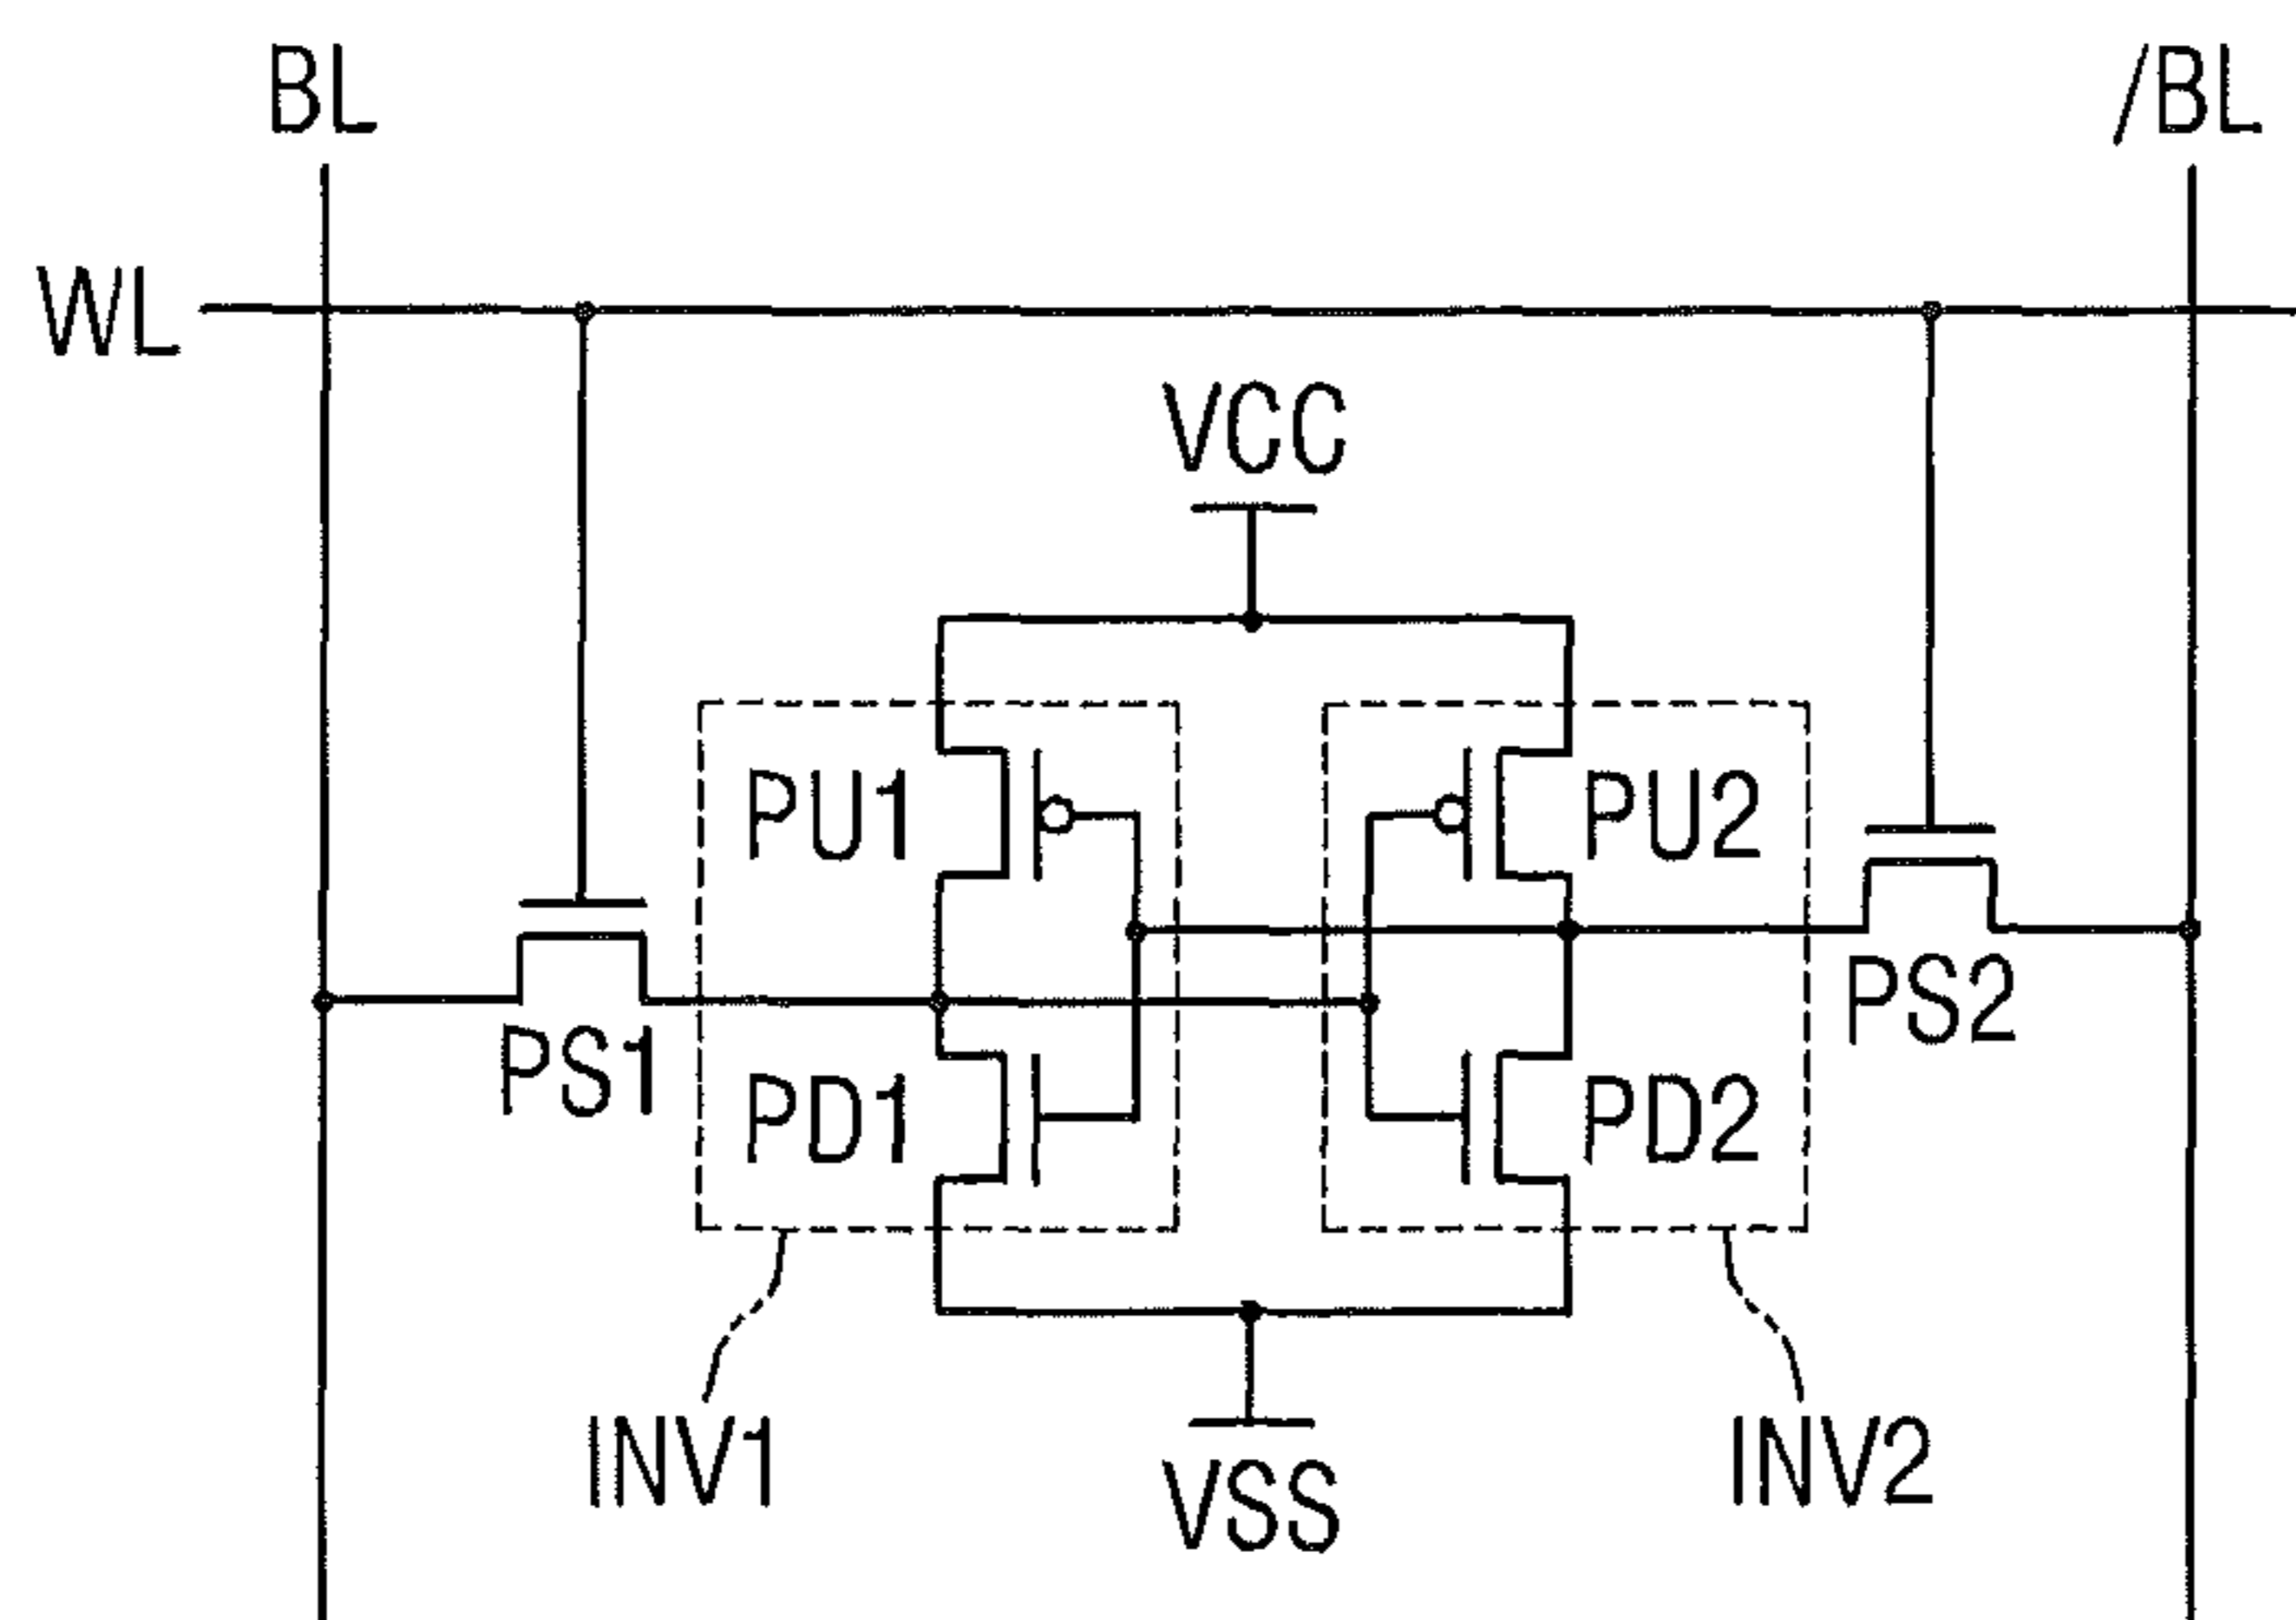 BL
/BL
WL
VCC
PU1
PU2
PS1
PS2
PD1
PD2
INV1
VSS
INV2